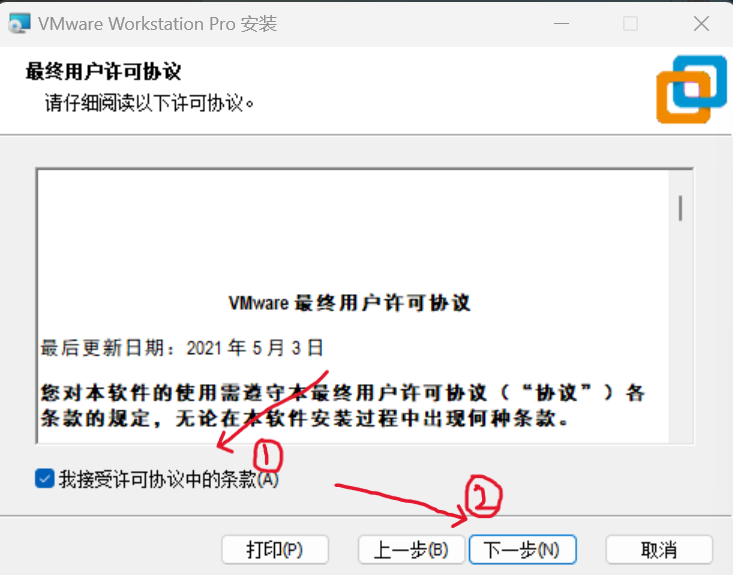 VMware Workstation Pro 安装
最终用户许可协议
请仔细阅读以下许可协议。
VMware 最终用户许可协议
最后更新日期：2021 年 5 月 3 日
您对本软件的使用需遵守本最终用户许可协议（“协议”）各
条款的规定，无论在本软件安装过程中出现何种条款。
①
我接受许可协议中的条款(A)
②
打印(P) 上一步(B) 下一步(N) 取消